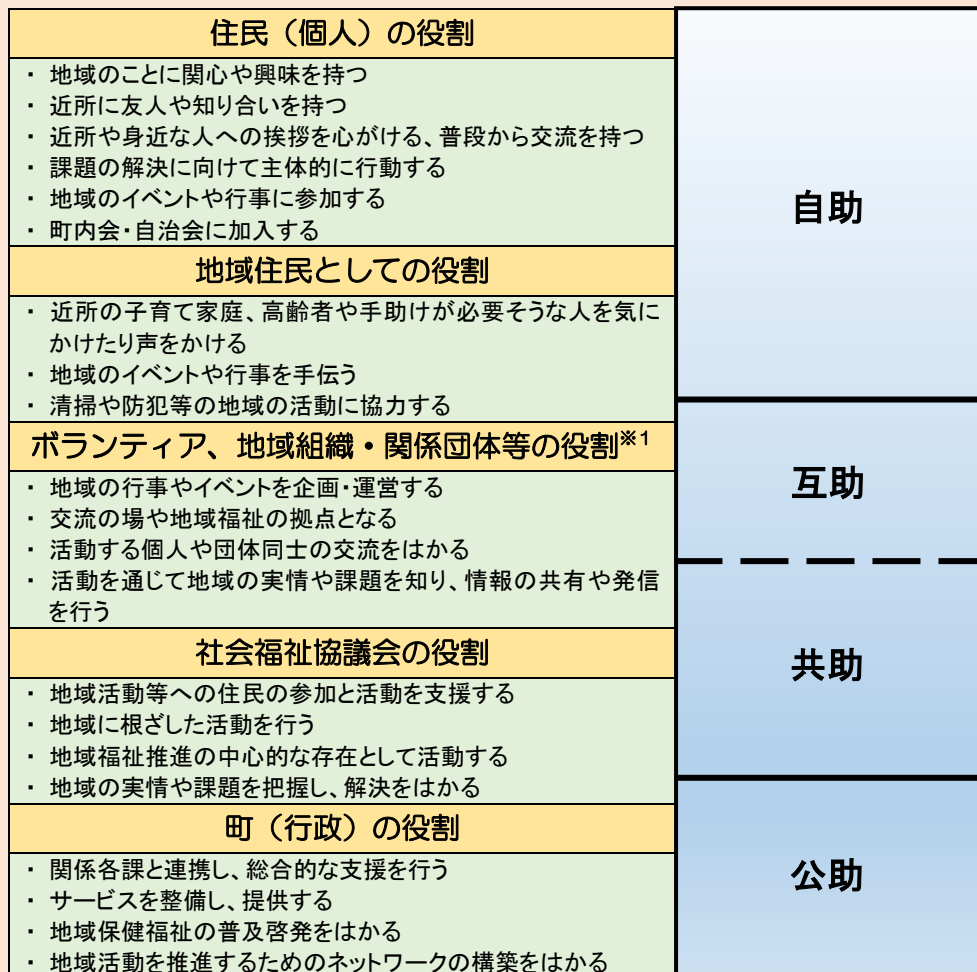 住民（個人）の役割
・ 地域のことに関心や興味を持つ
・ 近所に友人や知り合いを持つ
・ 近所や身近な人への挨拶を心がける、普段から交流を持つ
・ 課題の解決に向けて主体的に行動する
・ 地域のイベントや行事に参加する
・ 町内会・自治会に加入する
地域住民としての役割
・ 近所の子育て家庭、高齢者や手助けが必要そうな人を気に
かけたり声をかける
・ 地域のイベントや行事を手伝う
・ 清掃や防犯等の地域の活動に協力する
自助
ボランティア、地域組織・関係団体等の役割※1
・ 地域の行事やイベントを企画・運営する
・ 交流の場や地域福祉の拠点となる
・ 活動する個人や団体同士の交流をはかる
・ 活動を通じて地域の実情や課題を知り、情報の共有や発信
を行う
互助
社会福祉協議会の役割
・ 地域活動等への住民の参加と活動を支援する
・ 地域に根ざした活動を行う
・ 地域福祉推進の中心的な存在として活動する
・ 地域の実情や課題を把握し、解決をはかる
共助
町（行政）の役割
・ 関係各課と連携し、総合的な支援を行う
・ サービスを整備し、提供する
・ 地域保健福祉の普及啓発をはかる
・ 地域活動を推進するためのネットワークの構築をはかる
公助